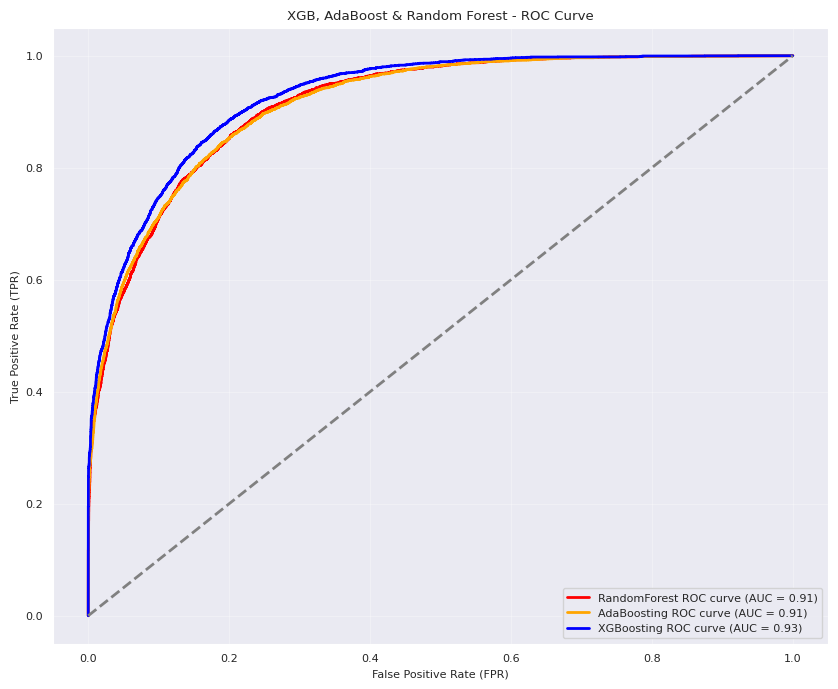 XGB, AdaBoost & Random Forest - ROC Curve
1.0
0.8
0.6
0.4
0.2
0.0
True Positive Rate (TPR)
RandomForest ROC curve (AUC = 0.91)
AdaBoosting ROC curve (AUC = 0.91)
XGBoosting ROC curve (AUC = 0.93)
0.0 0.2 0.4 0.6 0.8 1.0
False Positive Rate (FPR)